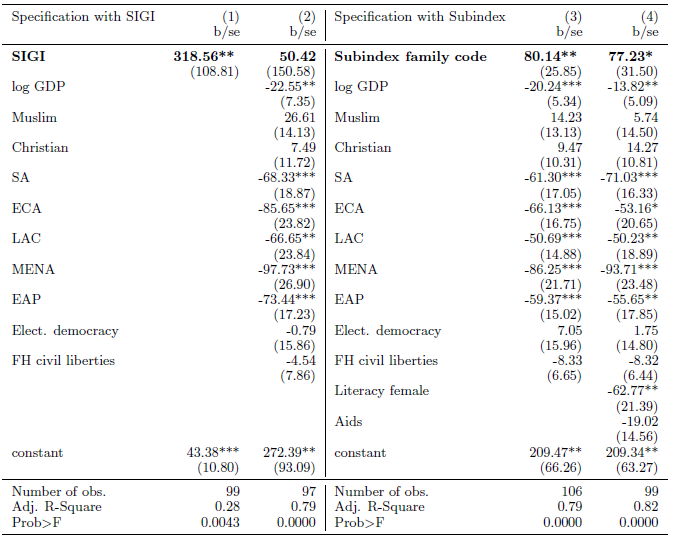 Specification with SIGI (1) (2) Specification with Subindex (3) (4)
b/se b/se b/se b/se
SIGI 318.56** 50.42 Subindex family code 80.14** 77.23*
(108.81) (150.58) (25.85) (31.50)
log GDP -22.55** log GDP -20.24*** -13.82**
(7.35) (5.34) (5.09)
Muslim 26.61 Muslim 14.23 5.74
(14.13) (13.13) (14.50)
Christian 7.49 Christian 9.47 14.27
(11.72) (10.31) (10.81)
SA -68.33*** SA -61.30*** -71.03***
(18.87) (17.05) (16.33)
ECA -85.65*** ECA -66.13*** -53.16*
(23.82) (16.75) (20.65)
LAC -66.65** LAC -50.69*** -50.23**
(23.84) (14.88) (18.89)
MENA -97.73*** MENA -86.25*** -93.71***
(26.90) (21.71) (23.48)
EAP -73.44*** EAP -59.37*** -55.65**
(17.23) (15.02) (17.85)
Elect. democracy -0.79 Elect. democracy 7.05 1.75
(15.86) (15.96) (14.80)
FH civil liberties -4.54 FH civil liberties -8.33 -8.32
(7.86) (6.65) (6.44)
Literacy female -62.77**
(21.39)
Aids -19.02
(14.56)
constant 43.38*** 272.39** constant 209.47** 209.34**
(10.80) (93.09) (66.26) (63.27)
Number of obs. 99 97 Number of obs. 106 99
Adj. R-Square 0.28 0.79 Adj. R-Square 0.79 0.82
Prob>F 0.0043 0.0000 Prob>F 0.0000 0.0000